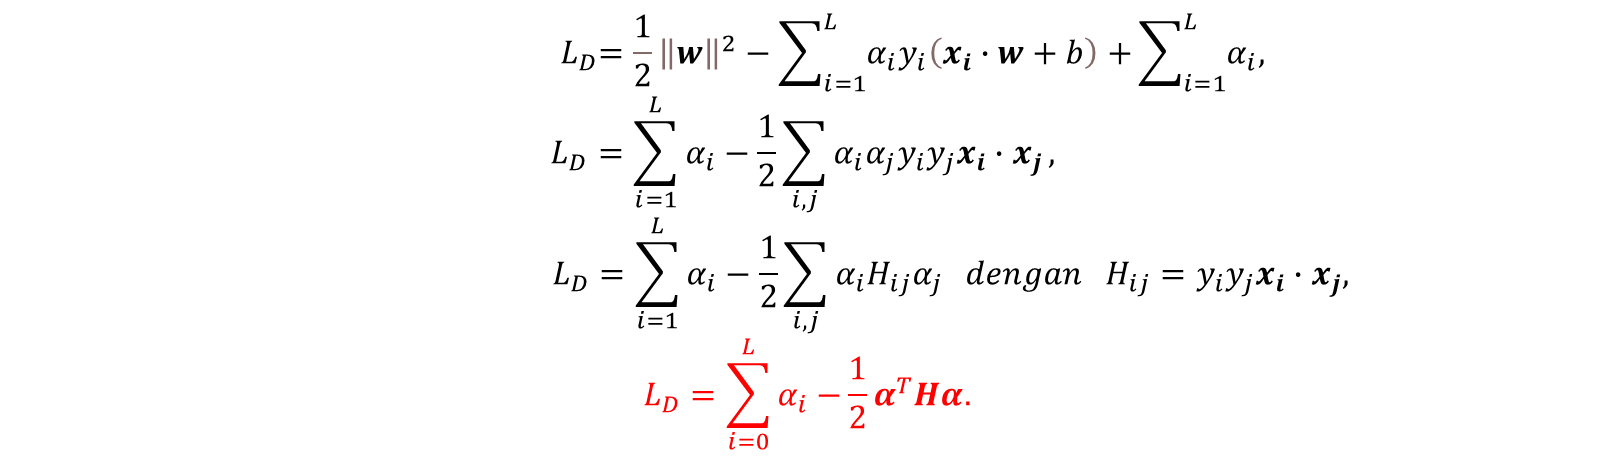 L_D = 1/2 ‖w‖² − ∑_{i=1}^{L} α_i y_i (x_i · w + b) + ∑_{i=1}^{L} α_i,
L_D = ∑_{i=1}^{L} α_i − 1/2 ∑_{i,j} α_i α_j y_i y_j x_i · x_j,
L_D = ∑_{i=1}^{L} α_i − 1/2 ∑_{i,j} α_i H_{ij} α_j dengan H_{ij} = y_i y_j x_i · x_j,
L_D = ∑_{i=0}^{L} α_i − 1/2 α^T Hα.